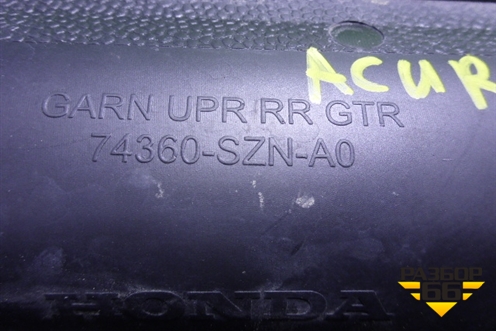 ACUR
GARN UPR RR GTR
74360-SZN-A0
HONDA
РАЗБОР
66